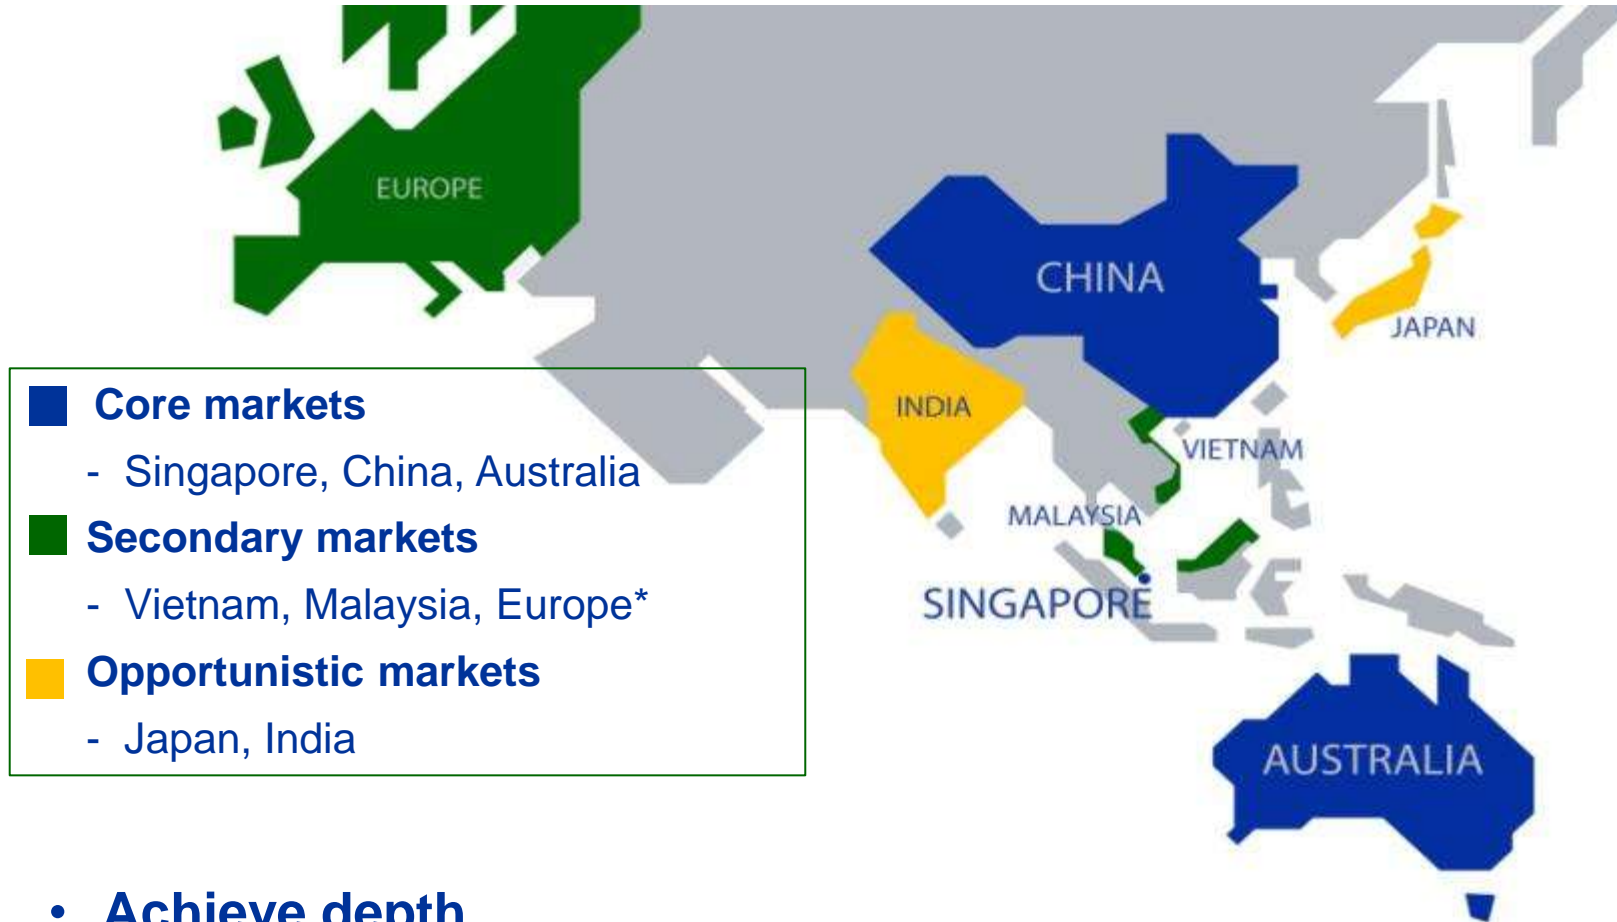 EUROPE
CHINA
JAPAN
INDIA
VIETNAM
MALAYSIA
SINGAPORE
AUSTRALIA
Core markets
- Singapore, China, Australia
Secondary markets
- Vietnam, Malaysia, Europe*
Opportunistic markets
- Japan, India
• Achieve depth